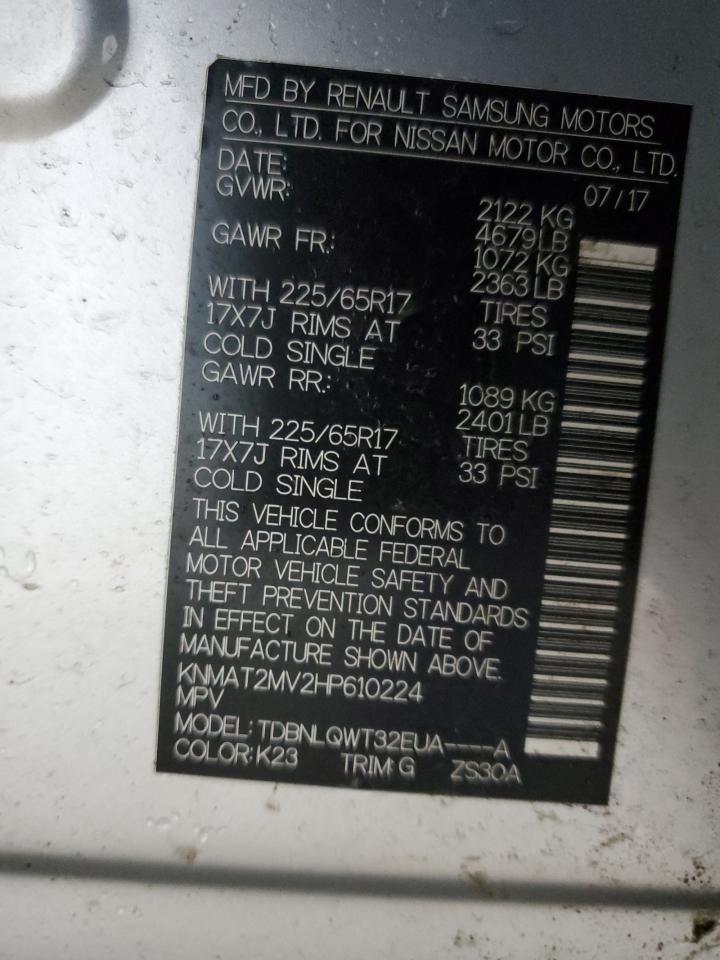 MFD BY RENAULT SAMSUNG MOTORS
CO., LTD. FOR NISSAN MOTOR CO., LTD.
DATE: 07/17
GVWR: 2122 KG
4679LB
GAWR FR.: 1072 KG
2363LB
WITH 225/65R17 TIRES
17X7J RIMS AT 33 PSI
COLD SINGLE
GAWR RR.: 1089 KG
2401LB
WITH 225/65R17 TIRES
17X7J RIMS AT 33 PSI
COLD SINGLE
THIS VEHICLE CONFORMS TO
ALL APPLICABLE FEDERAL
MOTOR VEHICLE SAFETY AND
THEFT PREVENTION STANDARDS
IN EFFECT ON THE DATE OF
MANUFACTURE SHOWN ABOVE.
KNMAT2MV2HP610224
MPV
MODEL:TDBNLQWT32EUA----A
COLOR:K23 TRIM:G ZS30A